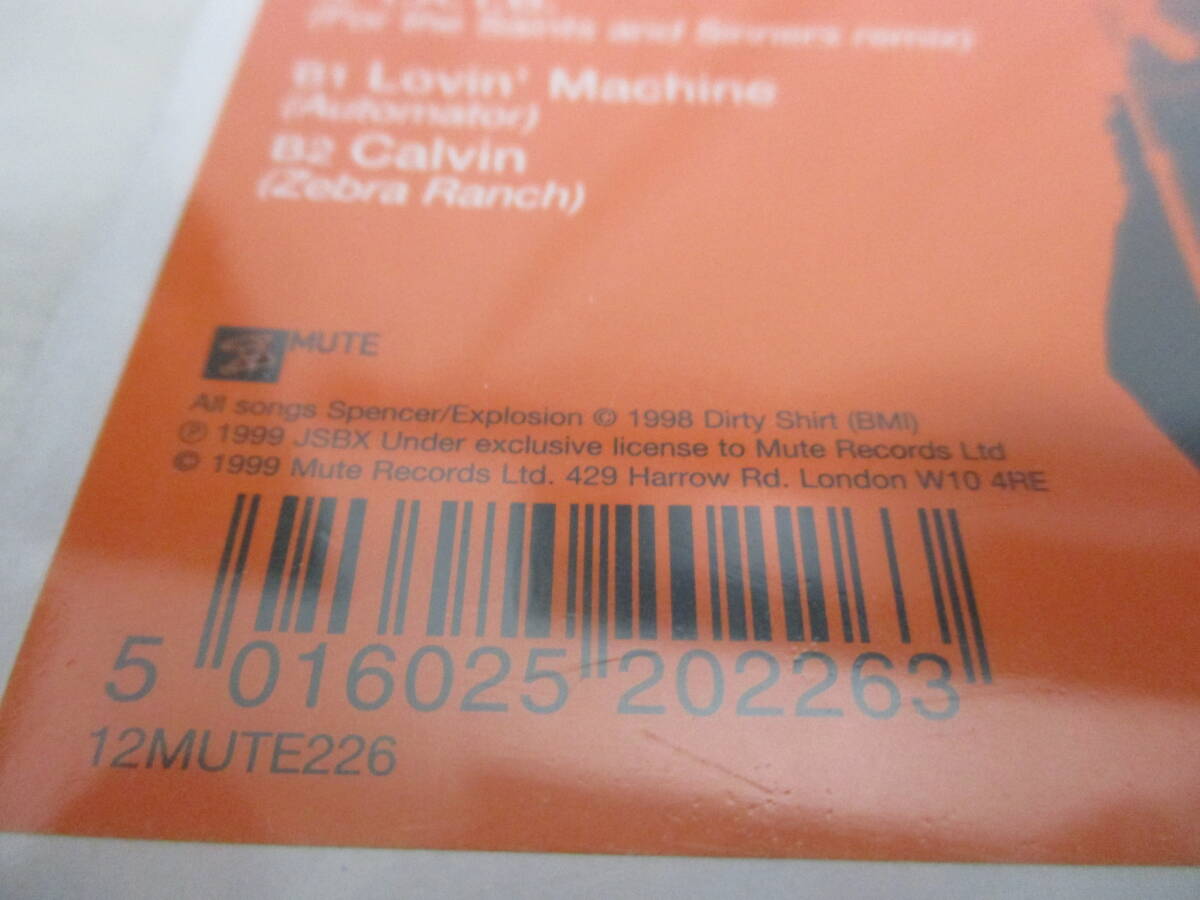 (For the Saints and Sinners remix)
B1 Lovin' Machine
(Automator)
B2 Calvin
(Zebra Ranch)
MUTE
All songs Spencer/Explosion © 1998 Dirty Shirt (BMI)
℗ 1999 JSBX Under exclusive license to Mute Records Ltd
© 1999 Mute Records Ltd. 429 Harrow Rd. London W10 4RE
5 016025 202263
12MUTE226